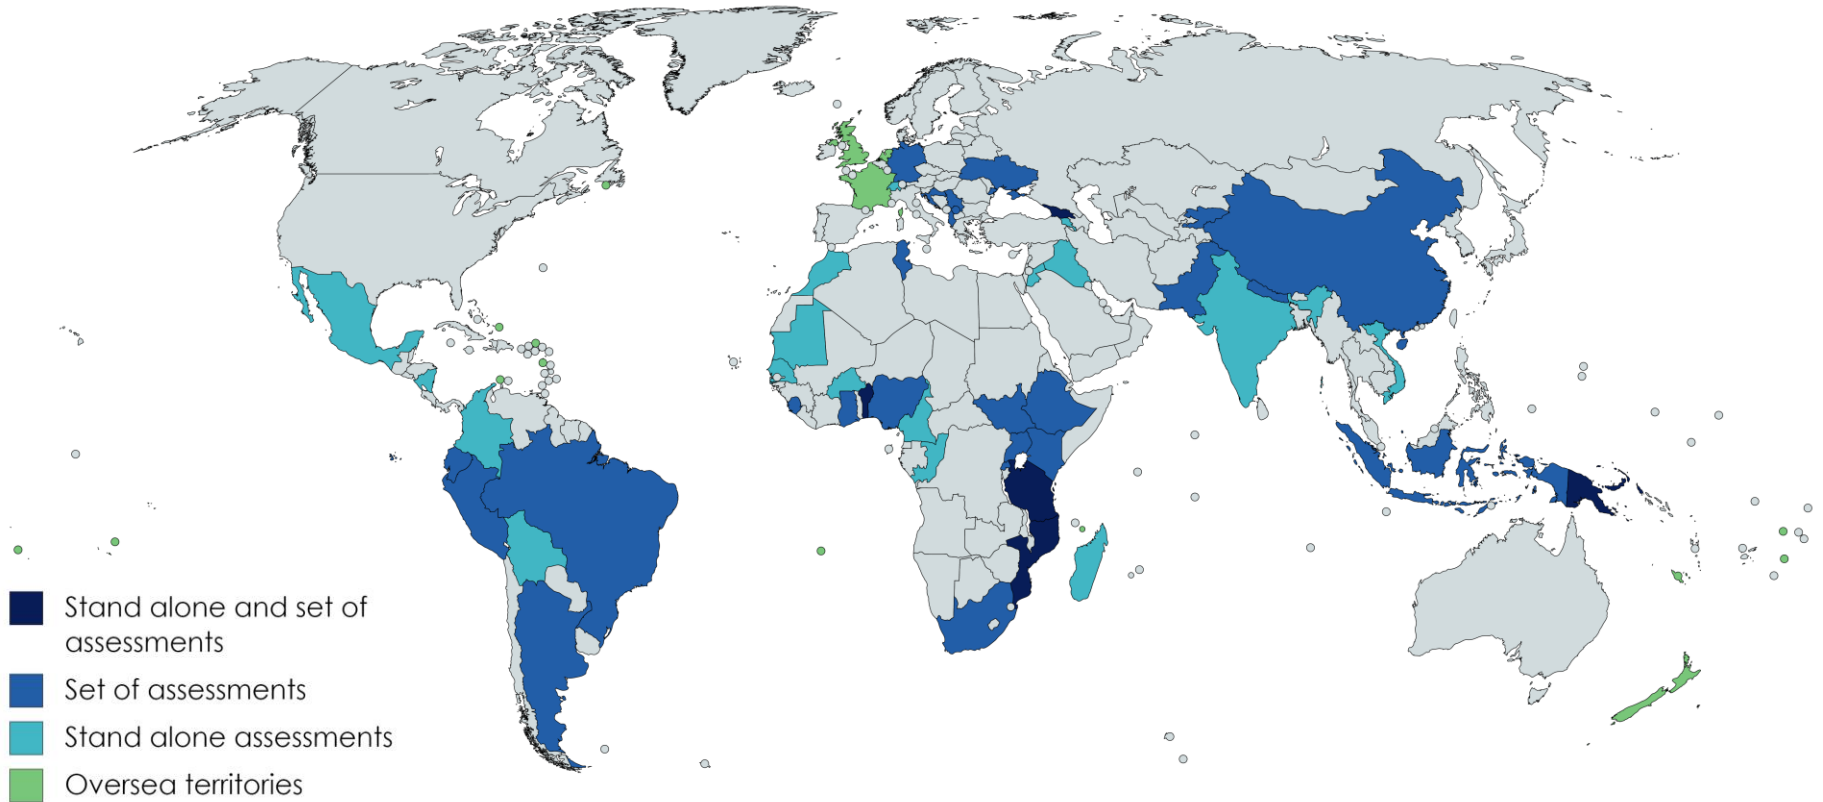 Stand alone and set of
assessments
Set of assessments
Stand alone assessments
Oversea territories